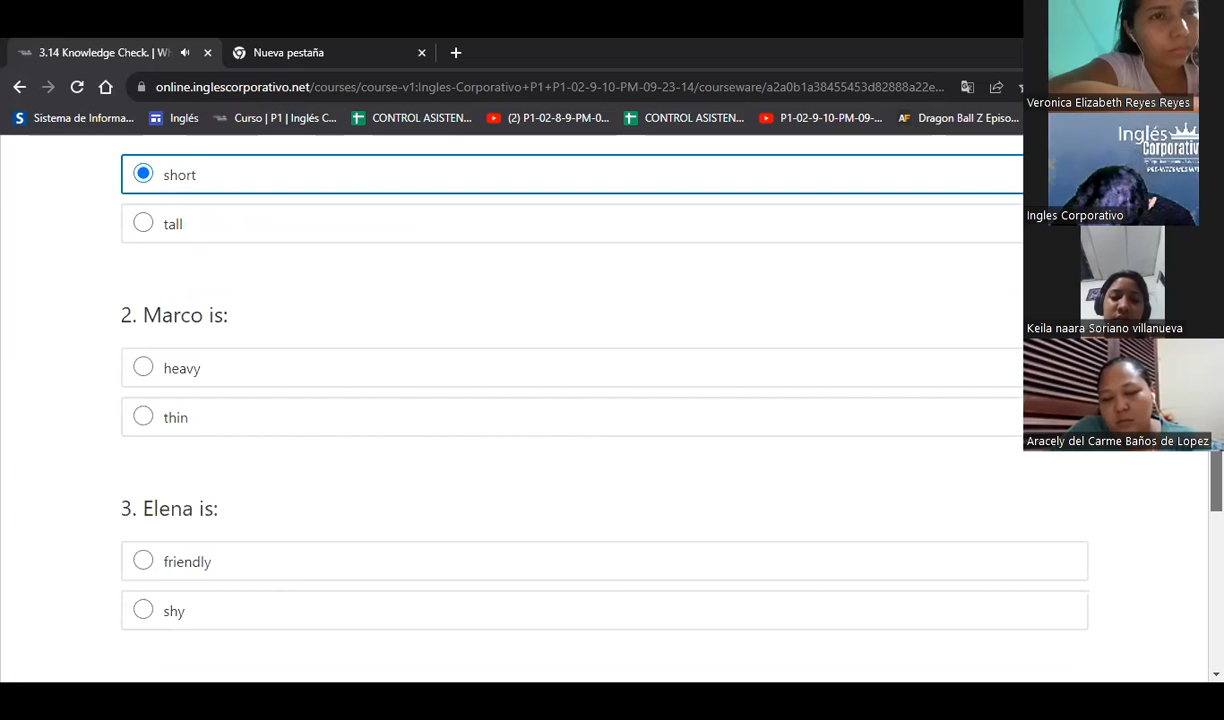 3.14 Knowledge Check. | Wh
Nueva pestaña
online.inglescorporativo.net/courses/course-v1:Ingles-Corporativo+P1+P1-02-9-10-PM-09-23-14/courseware/a2a0b1a38455453d82888a22e...
Sistema de Informa...
Inglés
Curso | P1 | Inglés C...
CONTROL ASISTEN...
(2) P1-02-8-9-PM-0...
CONTROL ASISTEN...
P1-02-9-10-PM-09-...
AF Dragon Ball Z Episo...
short
tall
2. Marco is:
heavy
thin
3. Elena is:
friendly
shy
Veronica Elizabeth Reyes Reyes
Inglés
Corporativo
Ingles Corporativo
Keila naara Soriano villanueva
Aracely del Carme Baños de Lopez